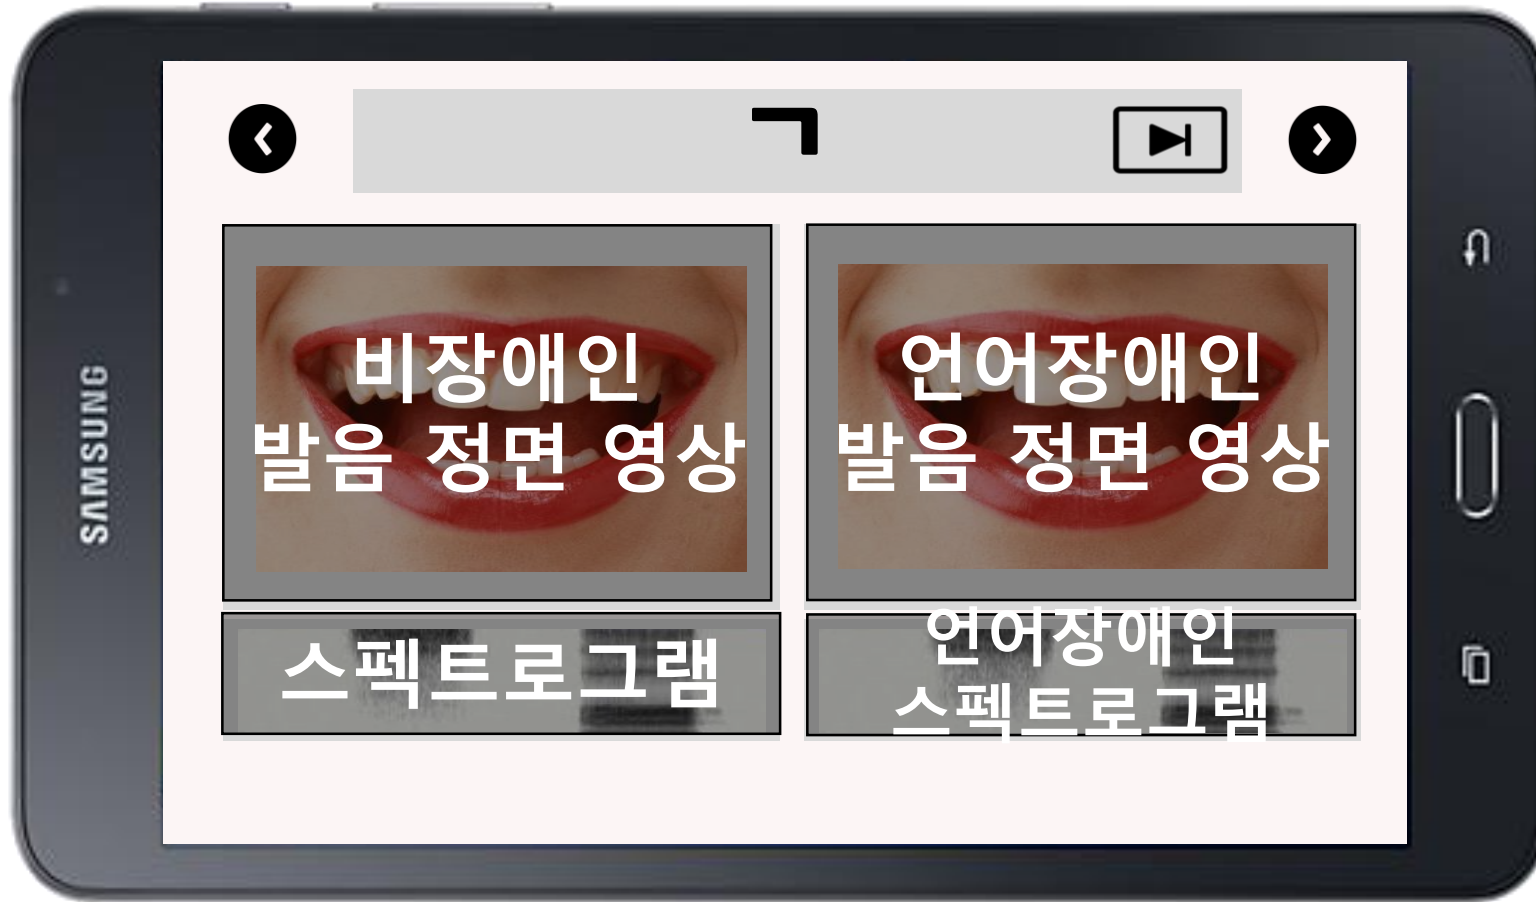 ㄱ
SAMSUNG
비장애인
발음 정면 영상
언어장애인
발음 정면 영상
스펙트로그램
언어장애인
스펙트로그램